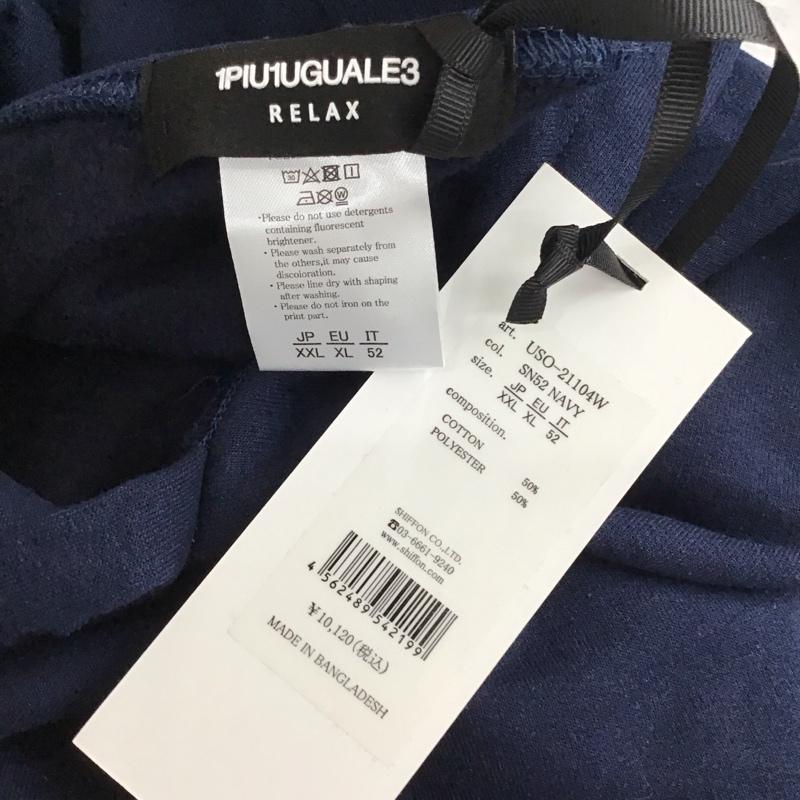 1PIU1UGUALE3
RELAX
·Please do not use detergents
containing fluorescent
brightener.
· Please wash separately from
the others,it may cause
discoloration.
· Please line dry with shaping
after washing.
· Please do not iron on the
print part.
JP EU IT
XXL XL 52
art. USO-21104W
col. SN52 NAVY
size. JP EU IT
XXL XL 52
composition.
COTTON 50%
POLYESTER 50%
SHIFFON CO.,LTD.
☎03-6661-9240
www.shiffon.com
4 562489 542199
¥10,120(税込)
MADE IN BANGLADESH